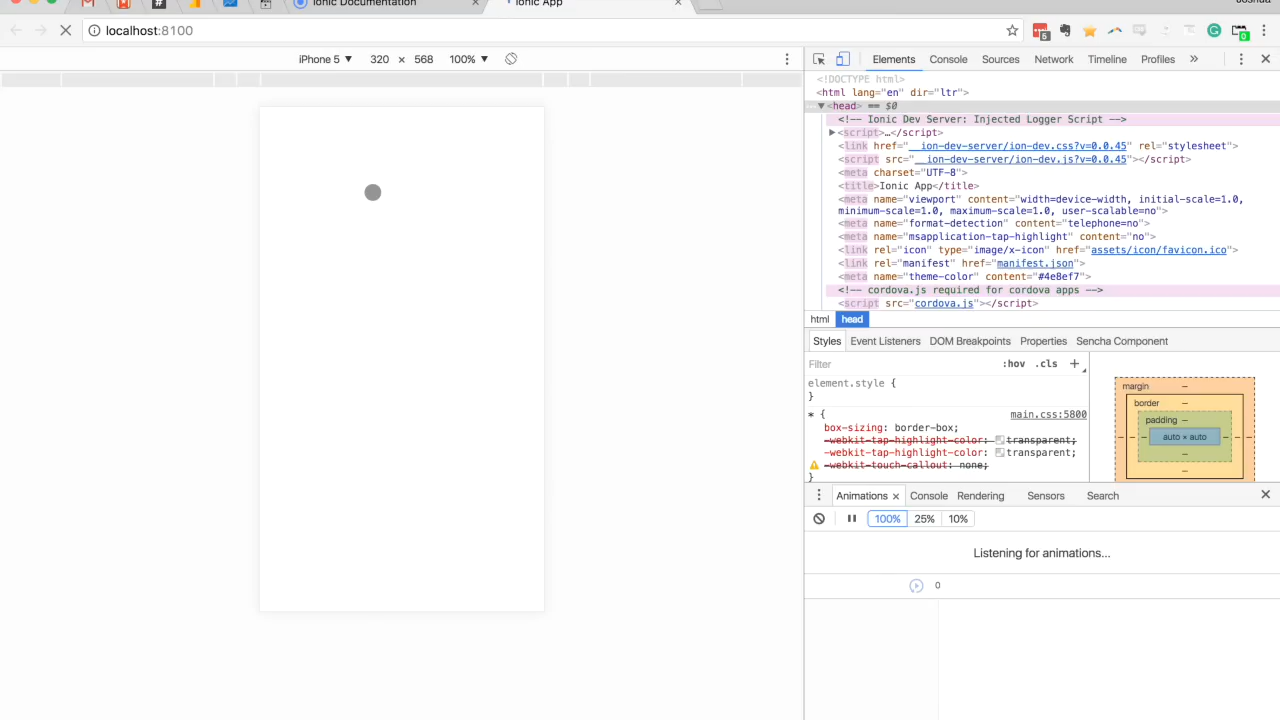 Ionic Documentation × Ionic App × Joshua
localhost:8100 5 0
iPhone 5 ▼ 320 × 568 100% ▼
Elements Console Sources Network Timeline Profiles »
<!DOCTYPE html>
<html lang="en" dir="ltr">
…▼<head> == $0
<!-- Ionic Dev Server: Injected Logger Script -->
▶<script>…</script>
<link href="__ion-dev-server/ion-dev.css?v=0.0.45" rel="stylesheet">
<script src="__ion-dev-server/ion-dev.js?v=0.0.45"></script>
<meta charset="UTF-8">
<title>Ionic App</title>
<meta name="viewport" content="width=device-width, initial-scale=1.0,
minimum-scale=1.0, maximum-scale=1.0, user-scalable=no">
<meta name="format-detection" content="telephone=no">
<meta name="msapplication-tap-highlight" content="no">
<link rel="icon" type="image/x-icon" href="assets/icon/favicon.ico">
<link rel="manifest" href="manifest.json">
<meta name="theme-color" content="#4e8ef7">
<!-- cordova.js required for cordova apps -->
<script src="cordova.js"></script>
html head
Styles Event Listeners DOM Breakpoints Properties Sencha Component
Filter :hov .cls +
element.style {
}
* { main.css:5800
box-sizing: border-box;
-webkit-tap-highlight-color: transparent;
-webkit-tap-highlight-color: transparent;
-webkit-touch-callout: none;
}
margin –
border –
padding –
– – – auto × auto – – –
–
–
Animations × Console Rendering Sensors Search
100% 25% 10%
Listening for animations...
0